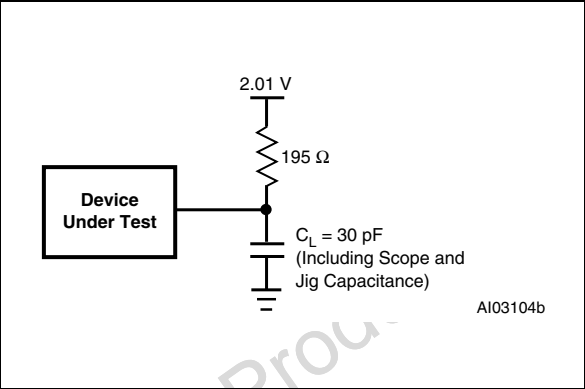 2.01 V
195 Ω
Device
Under Test
C_L = 30 pF
(Including Scope and
Jig Capacitance)
AI03104b